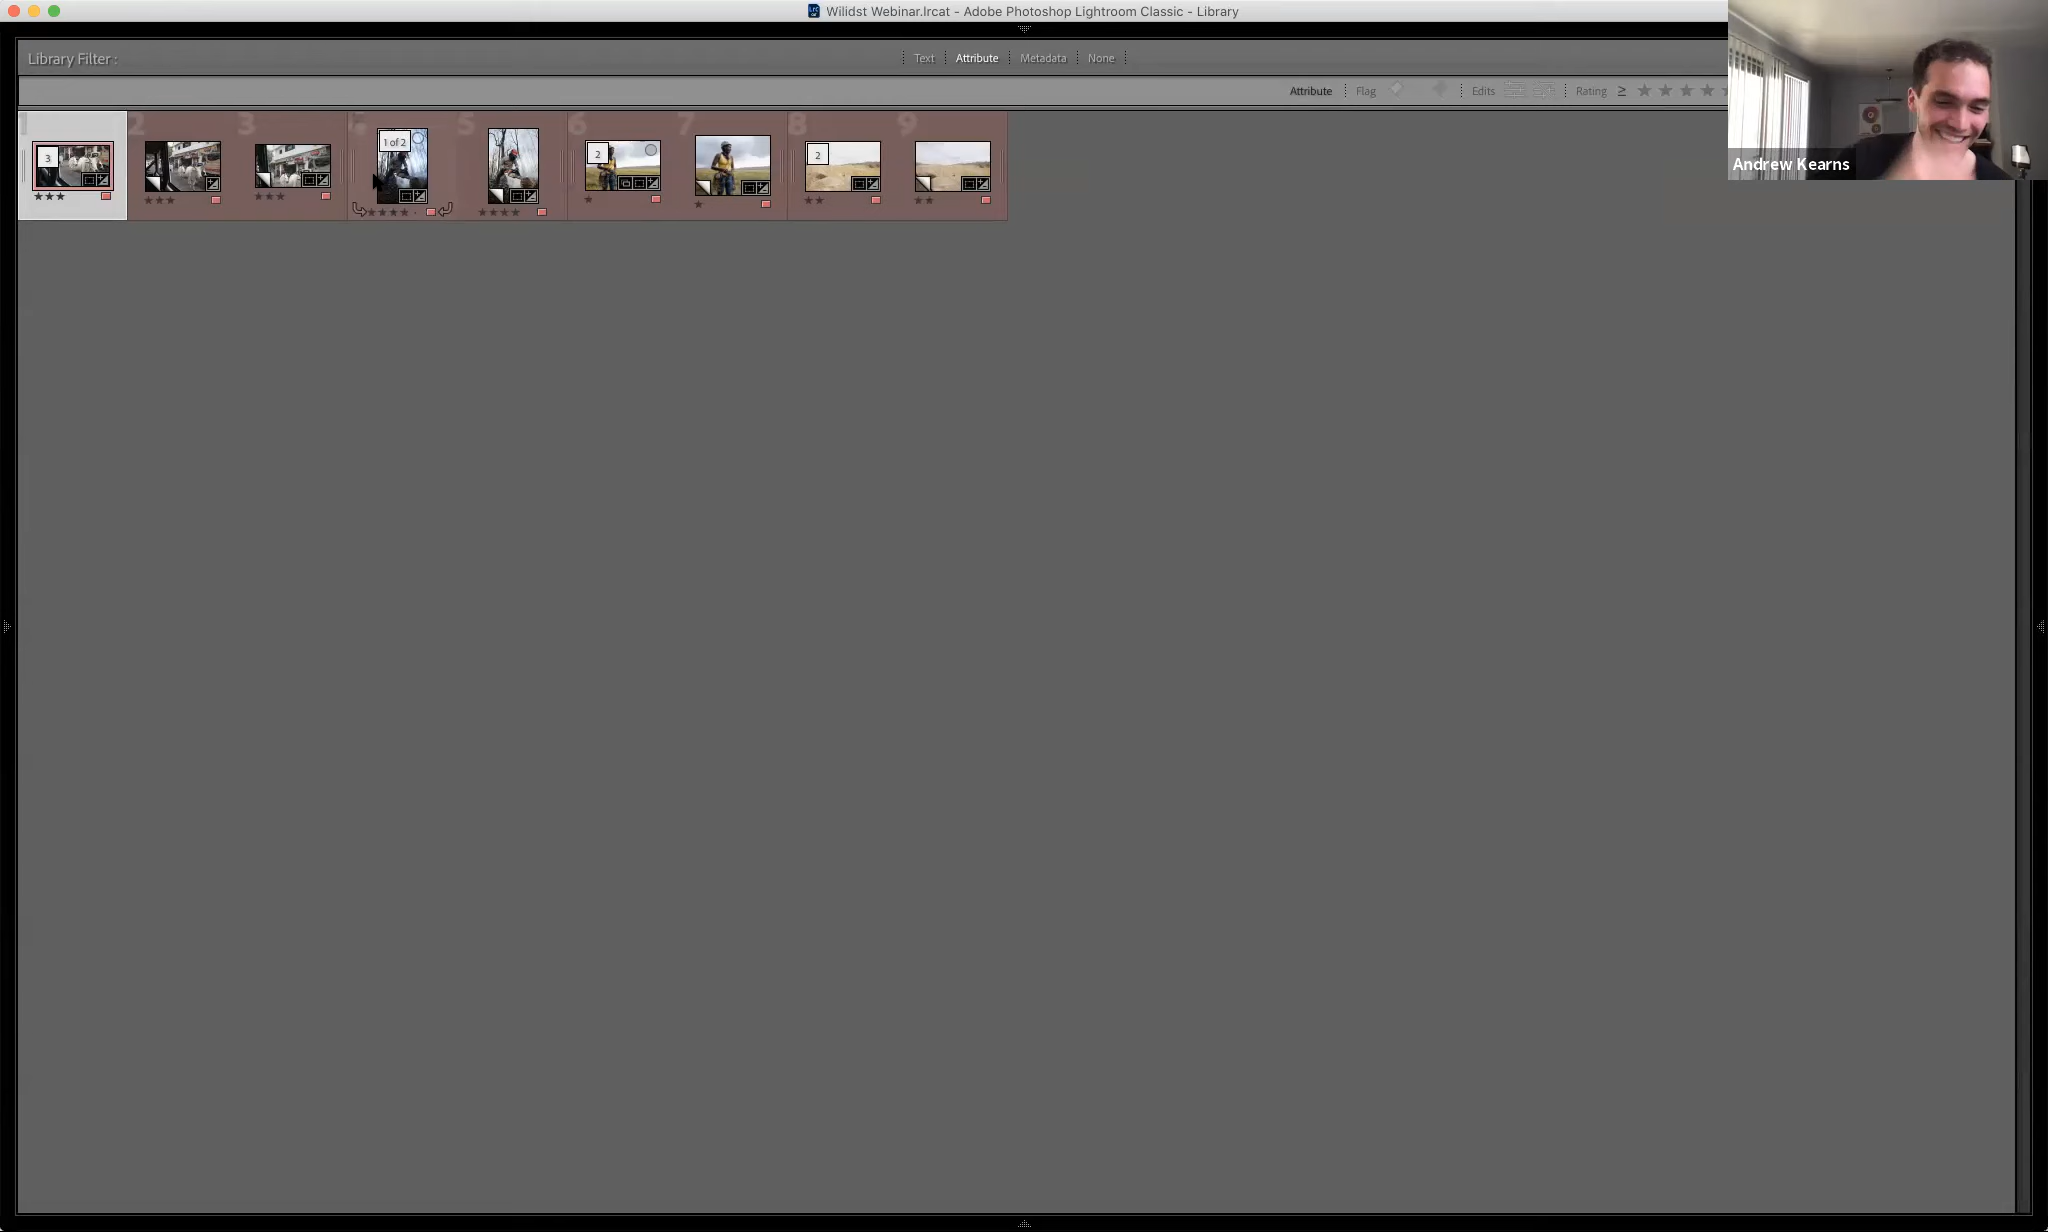 Wilidst Webinar.lrcat - Adobe Photoshop Lightroom Classic - Library
Library Filter :
Text
Attribute
Metadata
None
Attribute
Flag
Edits
Rating
≥
1
2
3
5
6
7
8
9
3
1 of 2
2
2
Andrew Kearns